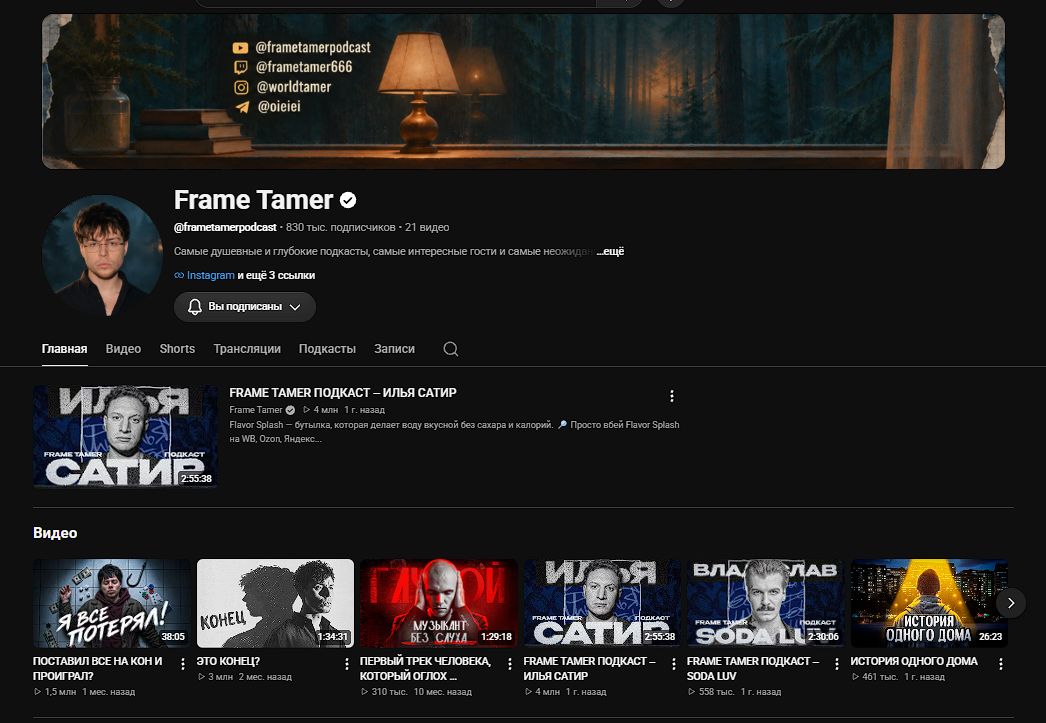 @frametamerpodcast
@frametamer666
@worldtamer
@oieiei
Frame Tamer
@frametamerpodcast • 830 тыс. подписчиков • 21 видео
Самые душевные и глубокие подкасты, самые интересные гости и самые неожидан ...ещё
Instagram и ещё 3 ссылки
Вы подписаны
Главная Видео Shorts Трансляции Подкасты Записи
ИЛЬЯ
FRAME TAMER ПОДКАСТ
САТИР
2:55:38
FRAME TAMER ПОДКАСТ – ИЛЬЯ САТИР
Frame Tamer 4 млн 1 г. назад
Flavor Splash — бутылка, которая делает воду вкусной без сахара и калорий. 🔎 Просто вбей Flavor Splash
на WB, Ozon, Яндекс...
Видео
Я ВСЕ
ПОТЕРЯЛ!
38:05
ПОСТАВИЛ ВСЕ НА КОН И
ПРОИГРАЛ?
1,5 млн 1 мес. назад
КОНЕЦ
1:34:31
ЭТО КОНЕЦ?
3 млн 2 мес. назад
ГЛУХОЙ
МУЗЫКАНТ
БЕЗ СЛУХА
1:29:18
ПЕРВЫЙ ТРЕК ЧЕЛОВЕКА,
КОТОРЫЙ ОГЛОХ ...
310 тыс. 10 мес. назад
ИЛЬЯ
FRAME TAMER ПОДКАСТ
САТИР
2:55:38
FRAME TAMER ПОДКАСТ –
ИЛЬЯ САТИР
4 млн 1 г. назад
ВЛАДИСЛАВ
FRAME TAMER ПОДКАСТ
SODA LUV
2:30:06
FRAME TAMER ПОДКАСТ –
SODA LUV
558 тыс. 1 г. назад
ИСТОРИЯ
ОДНОГО ДОМА
26:23
ИСТОРИЯ ОДНОГО ДОМА
461 тыс. 1 г. назад